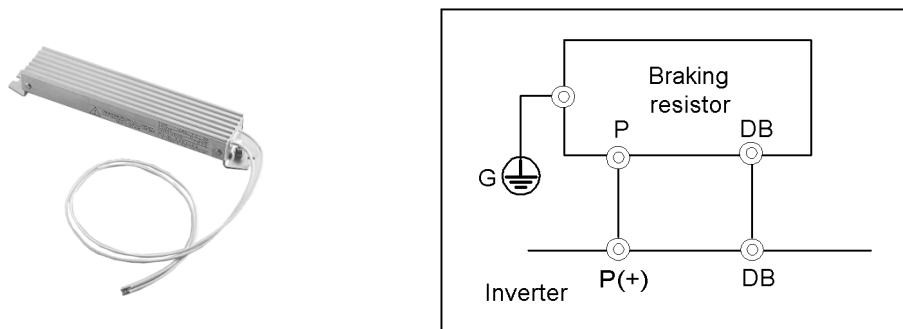 Braking
resistor
P
DB
G
Inverter
P(+)
DB